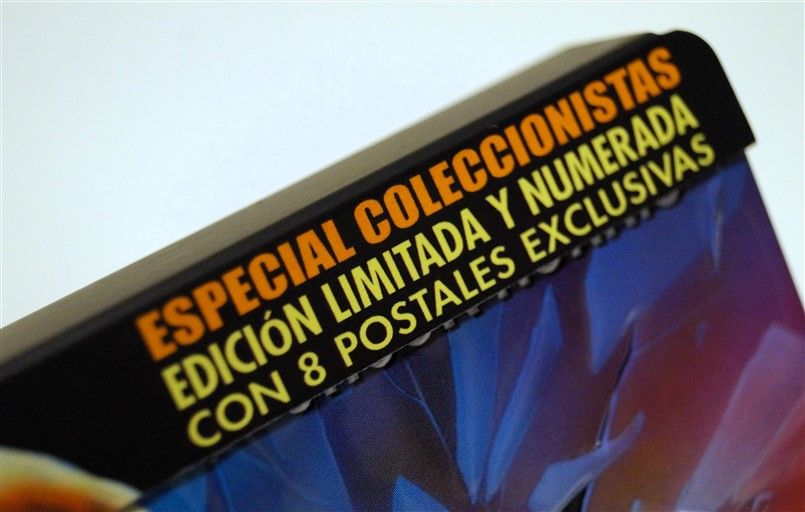 ESPECIAL COLECCIONISTAS
EDICIÓN LIMITADA Y NUMERADA
CON 8 POSTALES EXCLUSIVAS